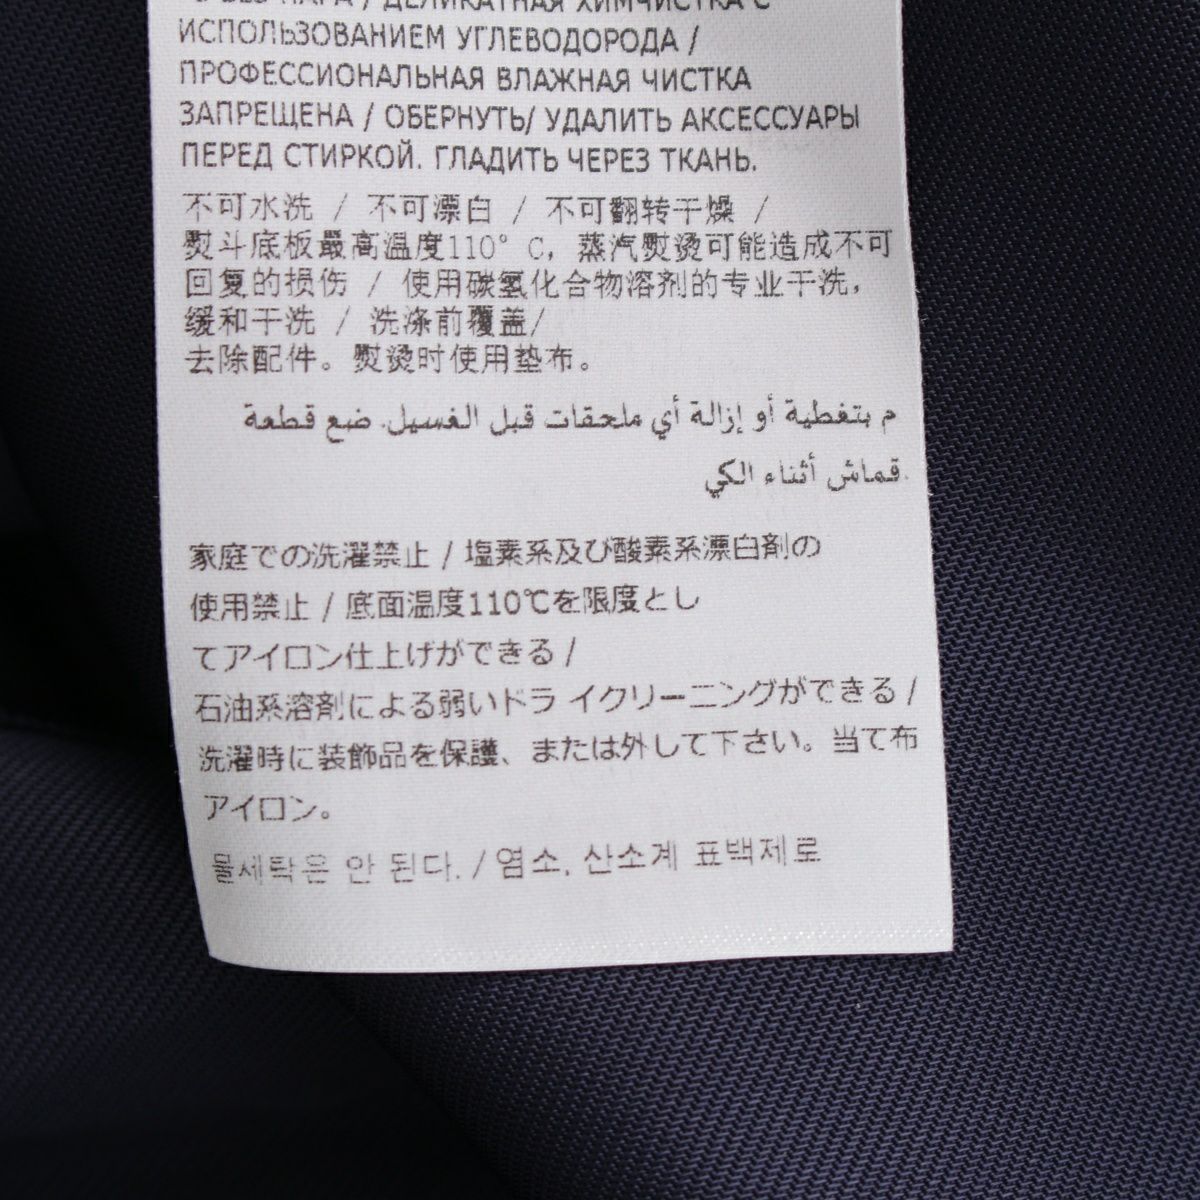 БЕЗ ПАРА / ДЕЛИКАТНАЯ ХИМЧИСТКА С
ИСПОЛЬЗОВАНИЕМ УГЛЕВОДОРОДА /
ПРОФЕССИОНАЛЬНАЯ ВЛАЖНАЯ ЧИСТКА
ЗАПРЕЩЕНА / ОБЕРНУТЬ/ УДАЛИТЬ АКСЕССУАРЫ
ПЕРЕД СТИРКОЙ. ГЛАДИТЬ ЧЕРЕЗ ТКАНЬ.
不可水洗 / 不可漂白 / 不可翻转干燥 /
熨斗底板最高温度110°C，蒸汽熨烫可能造成不可
回复的损伤 / 使用碳氢化合物溶剂的专业干洗，
缓和干洗 / 洗涤前覆盖/
去除配件。熨烫时使用垫布。
م بتغطية أو إزالة أي ملحقات قبل الغسيل. ضع قطعة
قماش أثناء الكي.
家庭での洗濯禁止 / 塩素系及び酸素系漂白剤の
使用禁止 / 底面温度110℃を限度とし
てアイロン仕上げができる /
石油系溶剤による弱いドラ イクリーニングができる /
洗濯時に装飾品を保護、または外して下さい。当て布
アイロン。
물세탁은 안 된다. / 염소, 산소계 표백제로